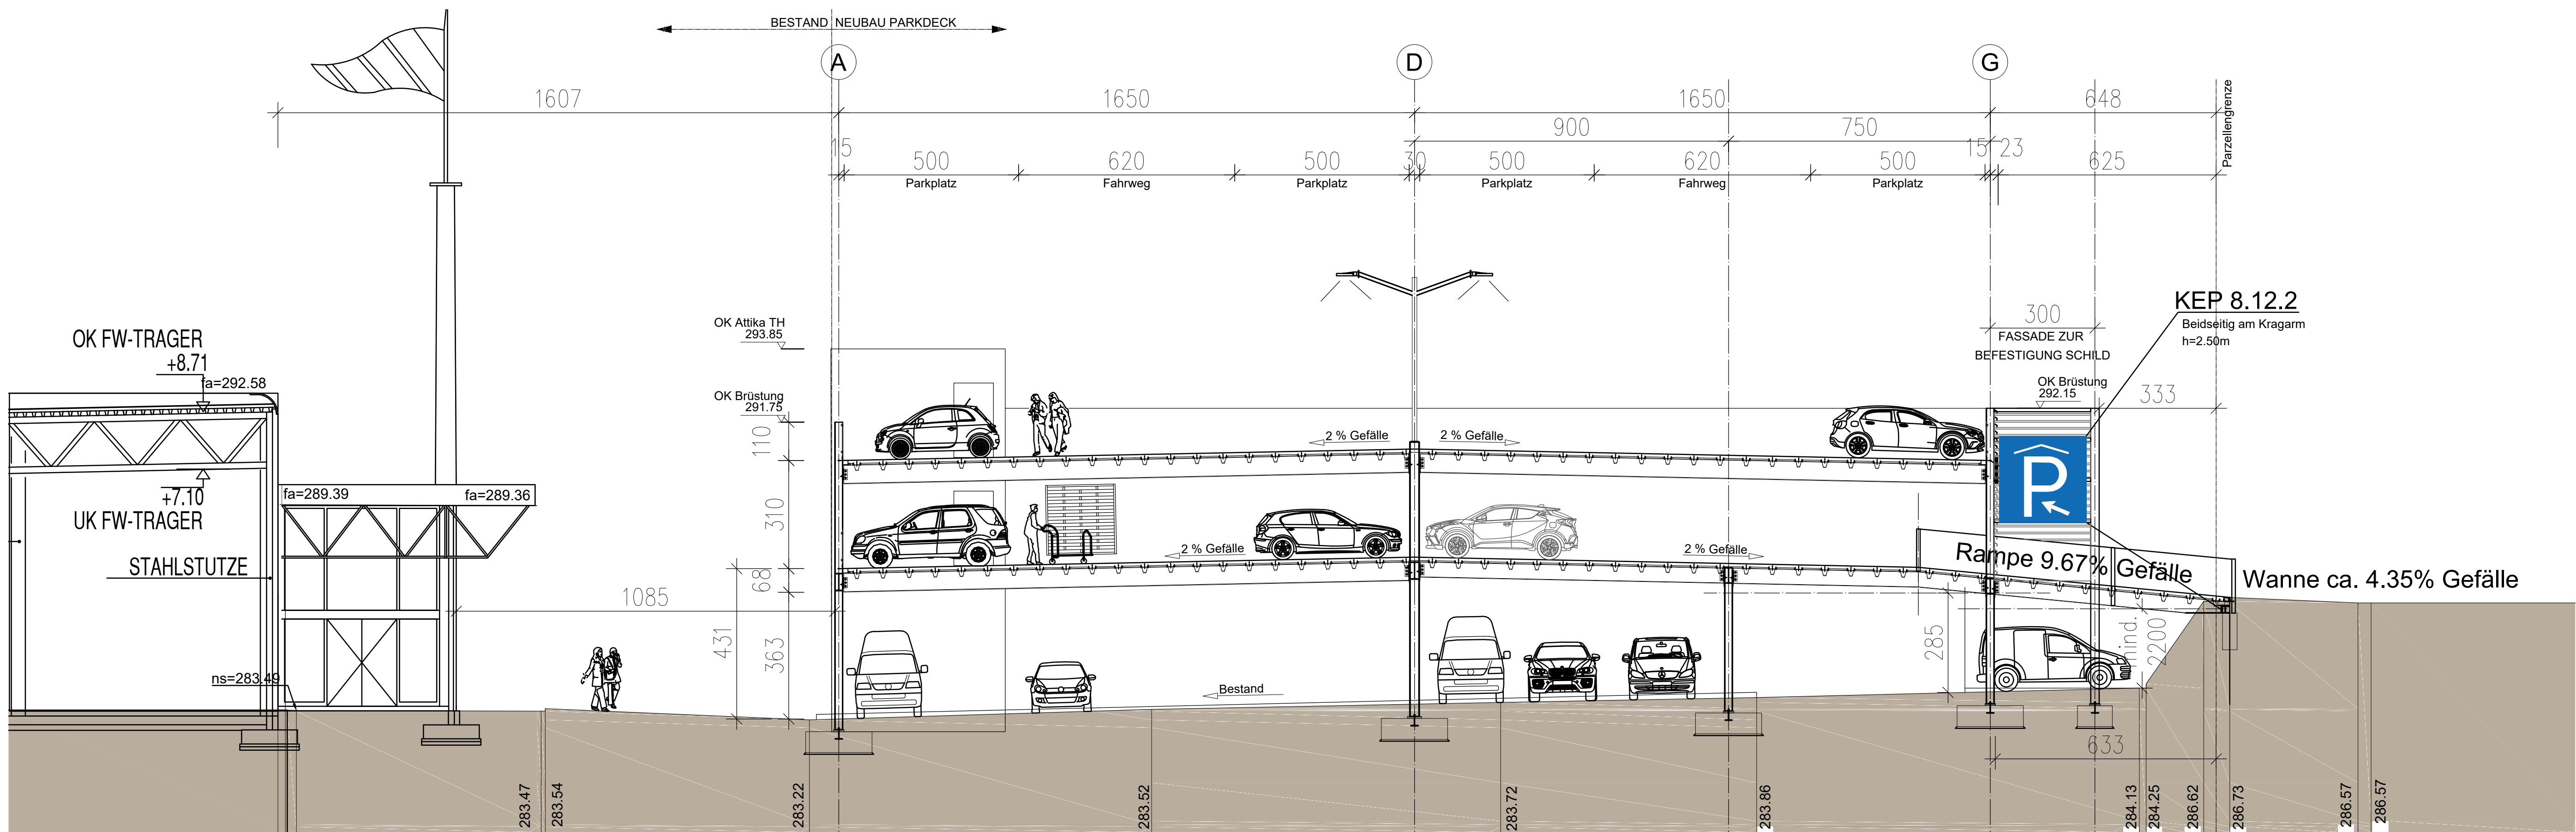 BESTAND NEUBAU PARKDECK
A
D
G
1607
1650
1650
648
Parzellengrenze
900
750
15
500
620
500
30
500
620
500
15
23
625
Parkplatz
Fahrweg
Parkplatz
Parkplatz
Fahrweg
Parkplatz
KEP 8.12.2
Beidseitig am Kragarm
h=2.50m
300
FASSADE ZUR
BEFESTIGUNG SCHILD
OK Attika TH
293.85
OK FW-TRAGER
+8.71
fa=292.58
OK Brüstung
291.75
OK Brüstung
292.15
333
110
2 % Gefälle
2 % Gefälle
P
+7.10
UK FW-TRAGER
fa=289.39
fa=289.36
310
STAHLSTUTZE
2 % Gefälle
2 % Gefälle
Rampe 9.67% Gefälle
Wanne ca. 4.35% Gefälle
68
1085
431
363
285
mind.
2200
ns=283.49
Bestand
633
283.47
283.54
283.22
283.52
283.72
283.86
284.13
284.25
286.62
286.73
286.57
286.57